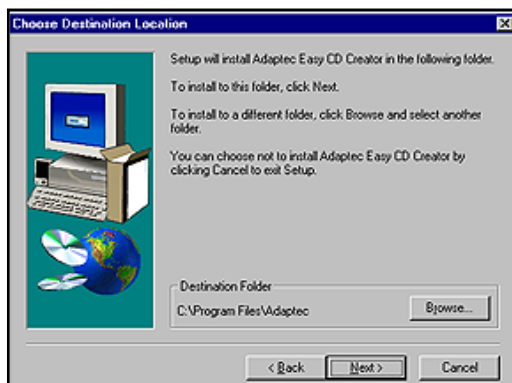 Choose Destination Location
Setup will install Adaptec Easy CD Creator in the following folder.
To install to this folder, click Next.
To install to a different folder, click Browse and select another
folder.
You can choose not to install Adaptec Easy CD Creator by
clicking Cancel to exit Setup.
Destination Folder
C:\Program Files\Adaptec
Browse...
< Back
Next >
Cancel